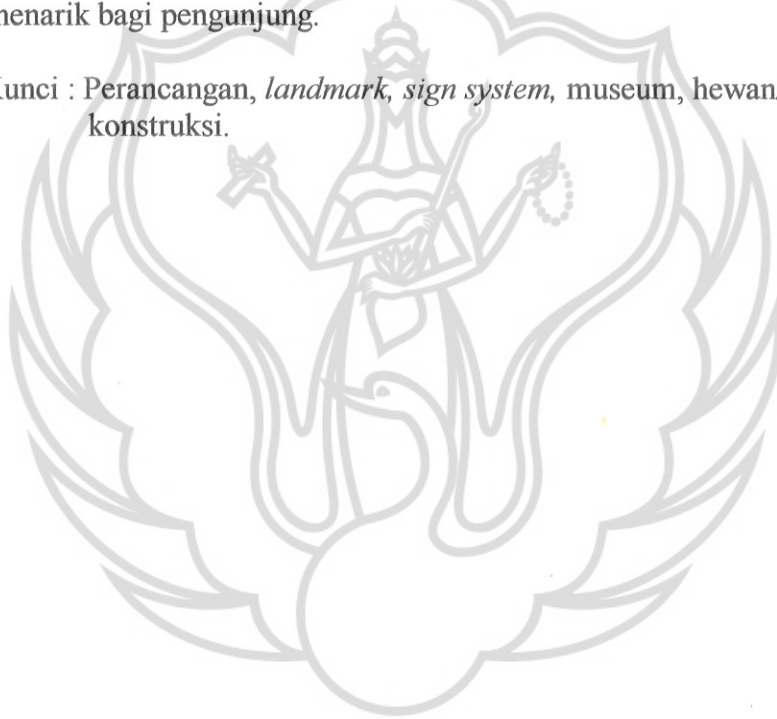 menarik bagi pengunjung.
Kunci : Perancangan, landmark, sign system, museum, hewan,
konstruksi.